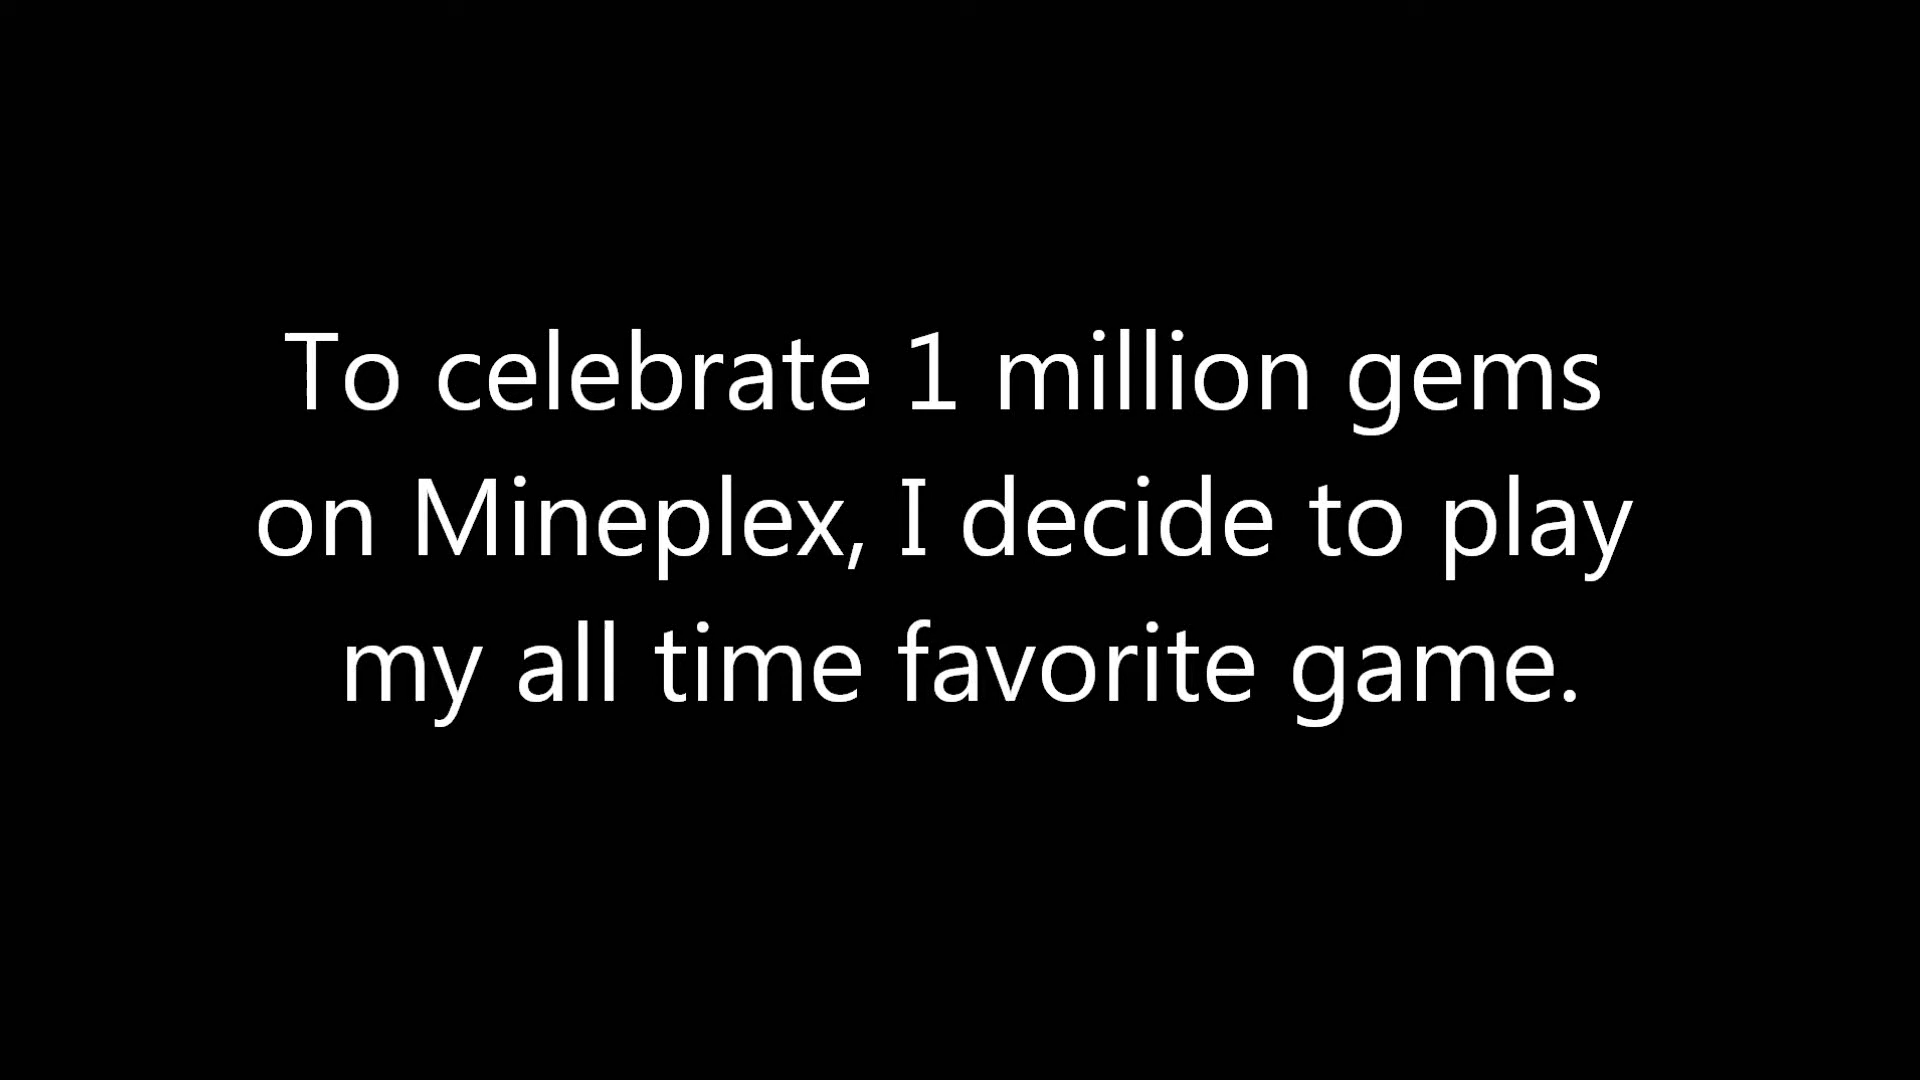 To celebrate 1 million gems
on Mineplex, I decide to play
my all time favorite game.